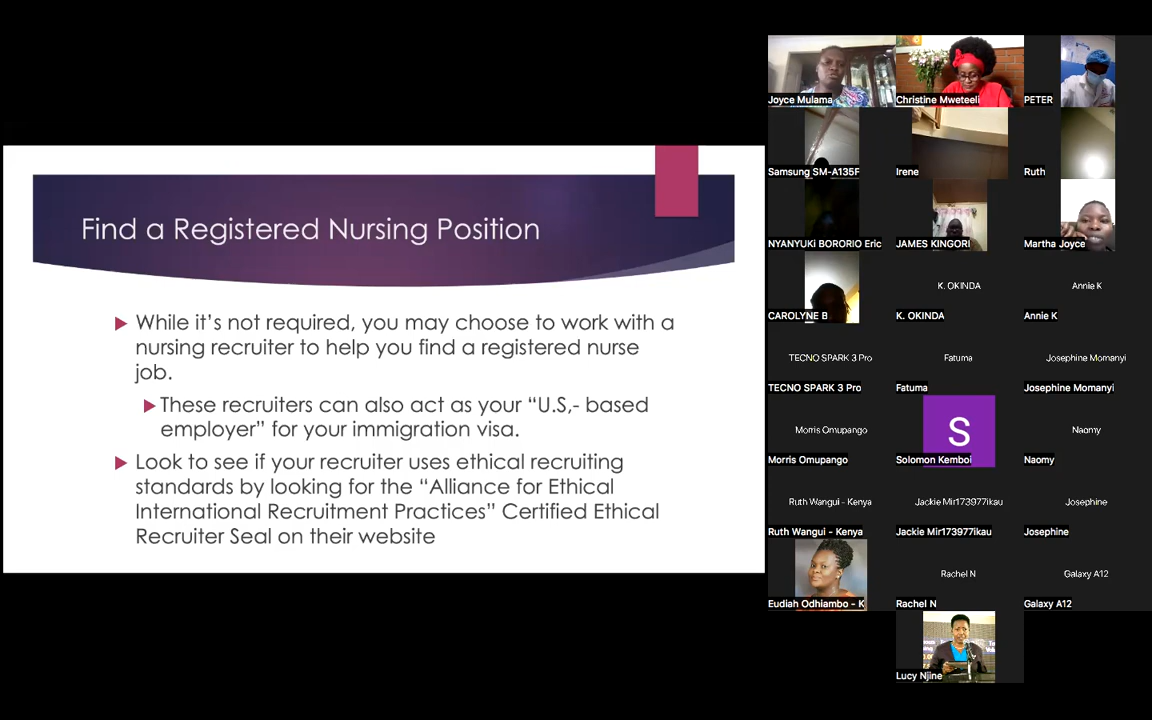 Find a Registered Nursing Position
While it's not required, you may choose to work with a
nursing recruiter to help you find a registered nurse
job.
These recruiters can also act as your “U.S,- based
employer” for your immigration visa.
Look to see if your recruiter uses ethical recruiting
standards by looking for the “Alliance for Ethical
International Recruitment Practices” Certified Ethical
Recruiter Seal on their website
Joyce Mulama
Christine Mweteeli
PETER
Samsung SM-A135F
Irene
Ruth
NYANYUKi BORORIO Eric
JAMES KINGORI
Martha Joyce
CAROLYNE B
K. OKINDA
K. OKINDA
Annie K
Annie K
TECNO SPARK 3 Pro
TECNO SPARK 3 Pro
Fatuma
Fatuma
Josephine Momanyi
Josephine Momanyi
Morris Omupango
Morris Omupango
S
Solomon Kemboi
Naomy
Naomy
Ruth Wangui - Kenya
Ruth Wangui - Kenya
Jackie Mir173977ikau
Jackie Mir173977ikau
Josephine
Josephine
Eudiah Odhiambo - K
Rachel N
Rachel N
Galaxy A12
Galaxy A12
Lucy Njine